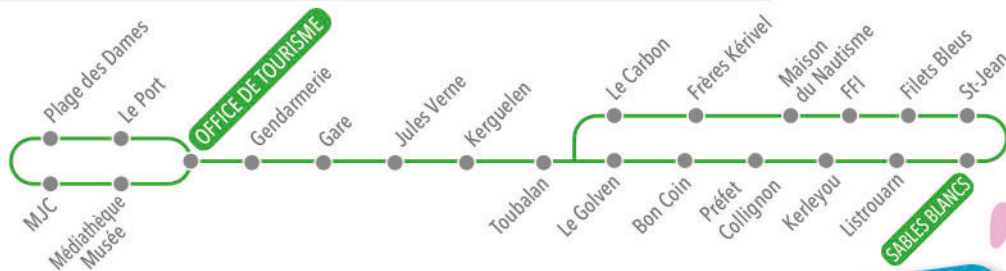 Plage des Dames
Le Port
OFFICE DE TOURISME
Gendarmerie
Gare
Jules Verne
Kerguelen
Le Carbon
Frères Kérivel
Maison
du Nautisme
FFI
Filets Bleus
St-Jean
MJC
Médiathèque
Musée
Toubalan
Le Golven
Bon Coin
Préfet
Collignon
Kerleyou
Listrouarn
SABLES BLANCS